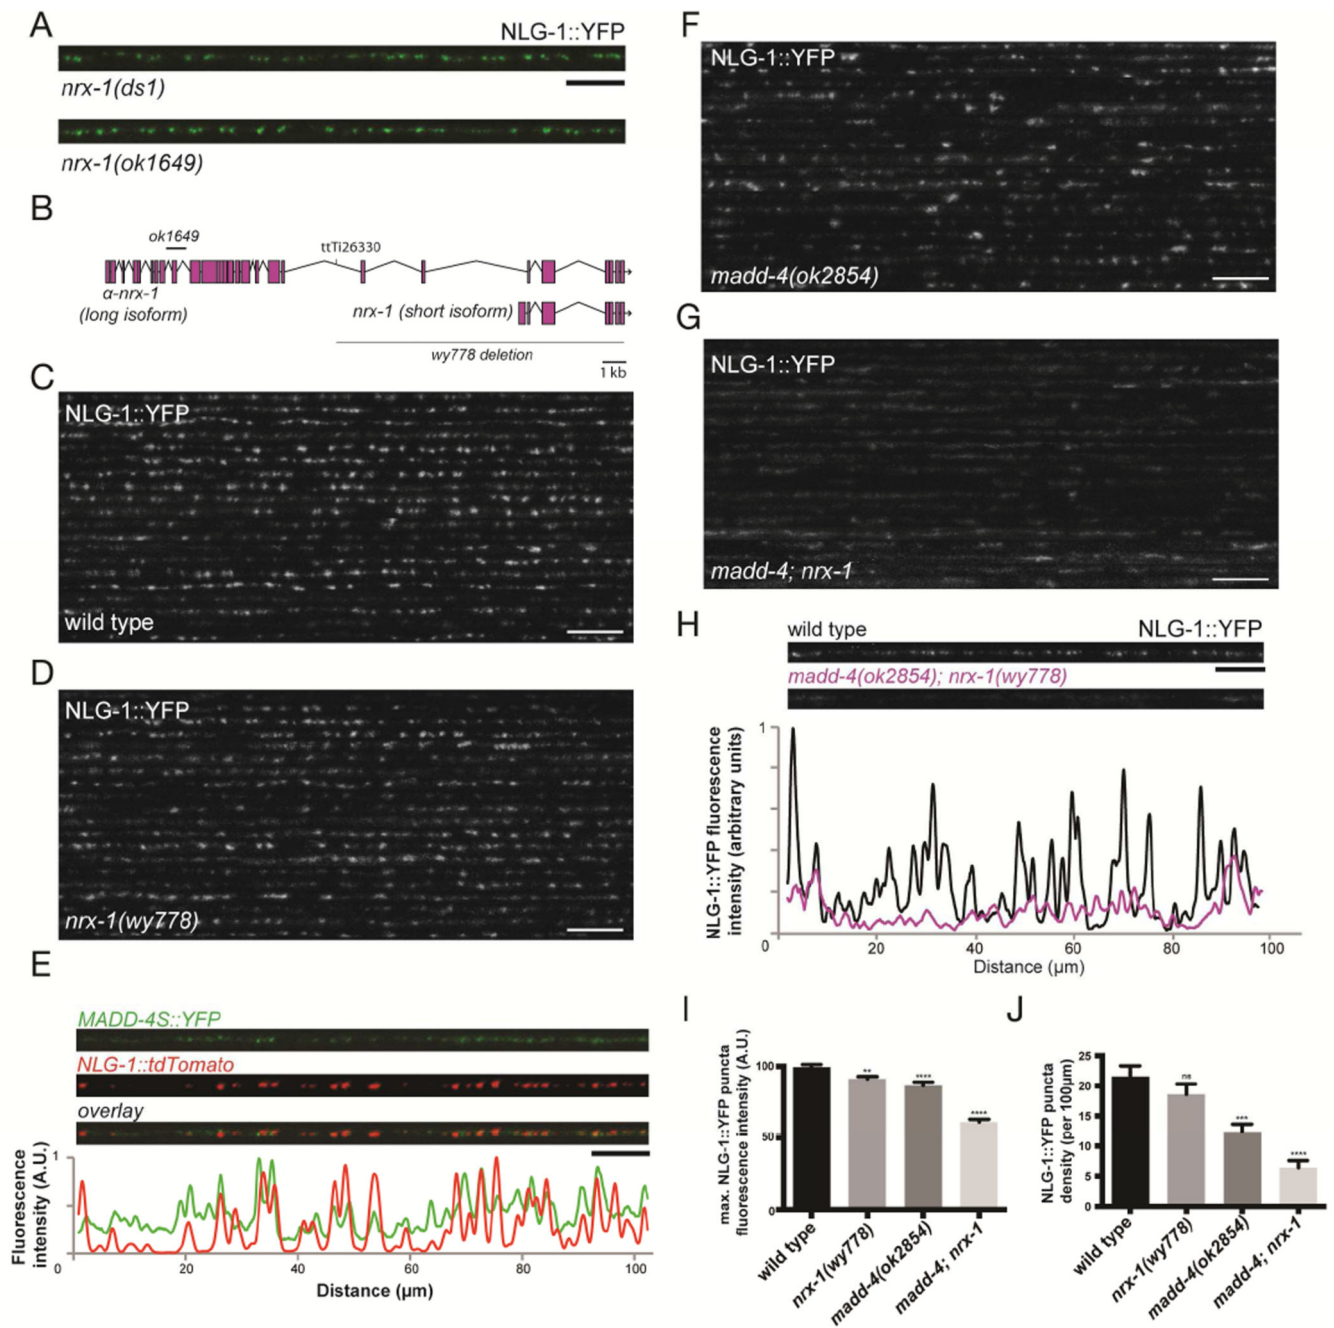 A
NLG-1::YFP
nrx-1(ds1)
nrx-1(ok1649)
B
ok1649
ttTi26330
α-nrx-1
(long isoform)
nrx-1 (short isoform)
wy778 deletion
1 kb
C
NLG-1::YFP
wild type
D
NLG-1::YFP
nrx-1(wy778)
E
MADD-4S::YFP
NLG-1::tdTomato
overlay
Fluorescence
intensity (A.U.)
1
0 20 40 60 80 100
Distance (µm)
F
NLG-1::YFP
madd-4(ok2854)
G
NLG-1::YFP
madd-4; nrx-1
H
wild type NLG-1::YFP
madd-4(ok2854); nrx-1(wy778)
NLG-1::YFP fluorescence
intensity (arbitrary units)
1
0 20 40 60 80 100
Distance (µm)
I
max. NLG-1::YFP puncta
fluorescence intensity (A.U.)
100
50
0
**
****
****
wild type
nrx-1(wy778)
madd-4(ok2854)
madd-4; nrx-1
J
NLG-1::YFP puncta
density (per 100µm)
25
20
15
10
5
0
ns
***
****
wild type
nrx-1(wy778)
madd-4(ok2854)
madd-4; nrx-1